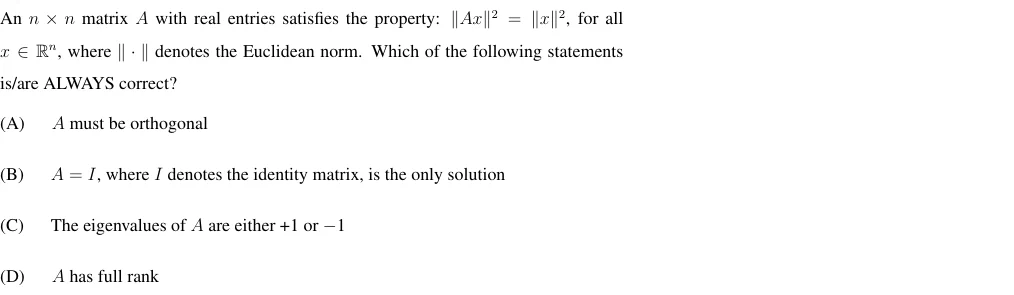 An n × n matrix A with real entries satisfies the property: ‖Ax‖² = ‖x‖², for all
x ∈ ℝⁿ, where ‖ · ‖ denotes the Euclidean norm. Which of the following statements
is/are ALWAYS correct?
(A) A must be orthogonal
(B) A = I, where I denotes the identity matrix, is the only solution
(C) The eigenvalues of A are either +1 or −1
(D) A has full rank